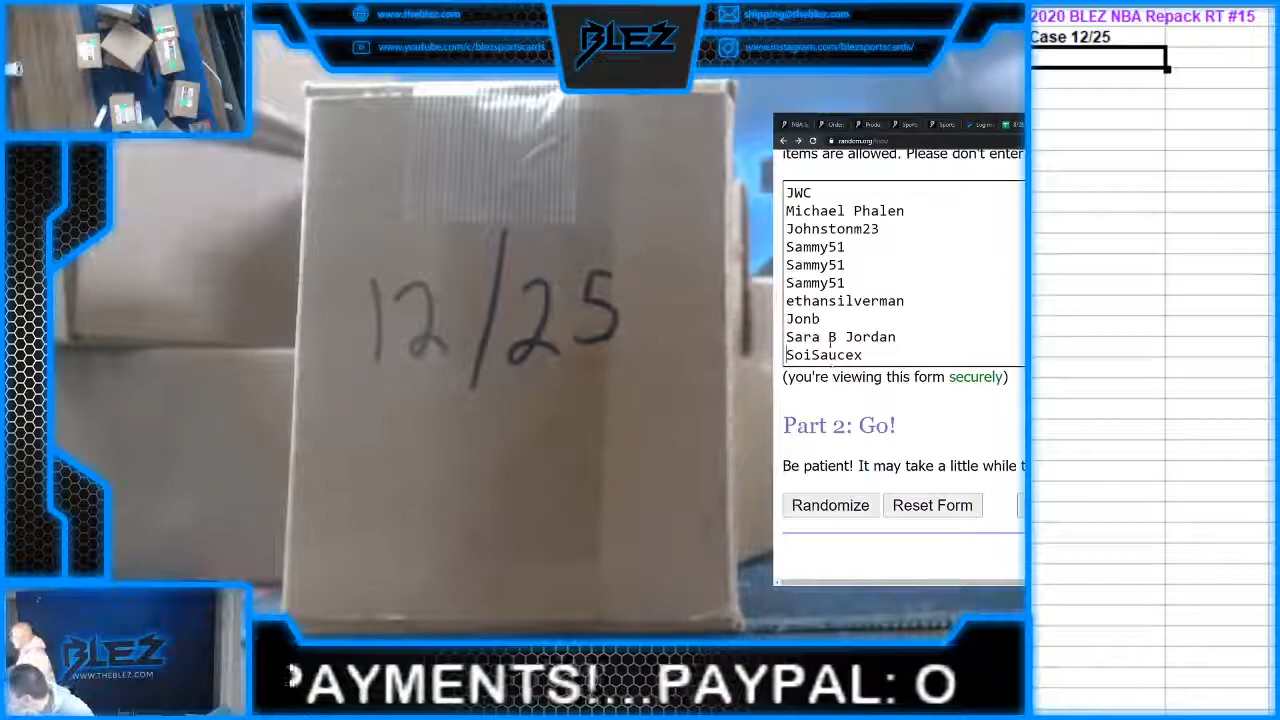 www.theblez.com
www.youtube.com/c/blezsportscards
BLEZ
shipping@theblez.com
www.instagram.com/blezsportscards/
2020 BLEZ NBA Repack RT #15
Case 12/25
12/25
random.org
items are allowed. Please don't enter
JWC
Michael Phalen
Johnstonm23
Sammy51
Sammy51
Sammy51
ethansilverman
Jonb
Sara B Jordan
SoiSaucex
(you're viewing this form securely)
Part 2: Go!
Be patient! It may take a little while t
Randomize
Reset Form
BLEZ
WWW.THEBLEZ.COM
PAYMENTS!...PAYPAL: O